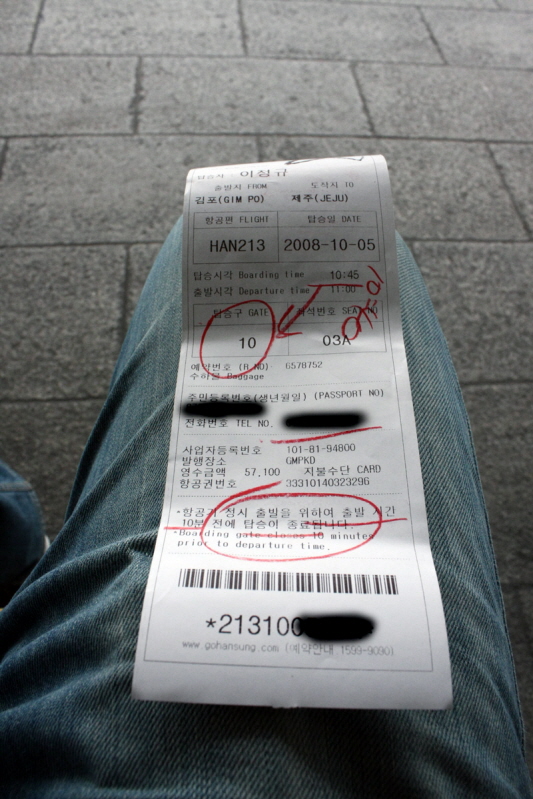 탑승자 이성규
출발지 FROM 도착지 TO
김포(GIM PO) 제주(JEJU)
항공편 FLIGHT 탑승일 DATE
HAN213 2008-10-05
탑승시각 Boarding time 10:45
출발시각 Departure time 11:00
탑승구 GATE 좌석번호 SEAT NO
10 03A
예약번호 (R.NO) 6578752
수하물 Baggage
주민등록번호(생년월일) (PASSPORT NO)
전화번호 TEL NO.
사업자등록번호 101-81-94800
발행장소 GMPKD
영수금액 57,100 지불수단 CARD
항공권번호 33310140323296
*항공기 정시 출발을 위하여 출발 시간
10분 전에 탑승이 종료됩니다.
*Boarding gate closes 10 minutes
prior to departure time.
*213100
www.gohansung.com (예약안내.1599-9090)